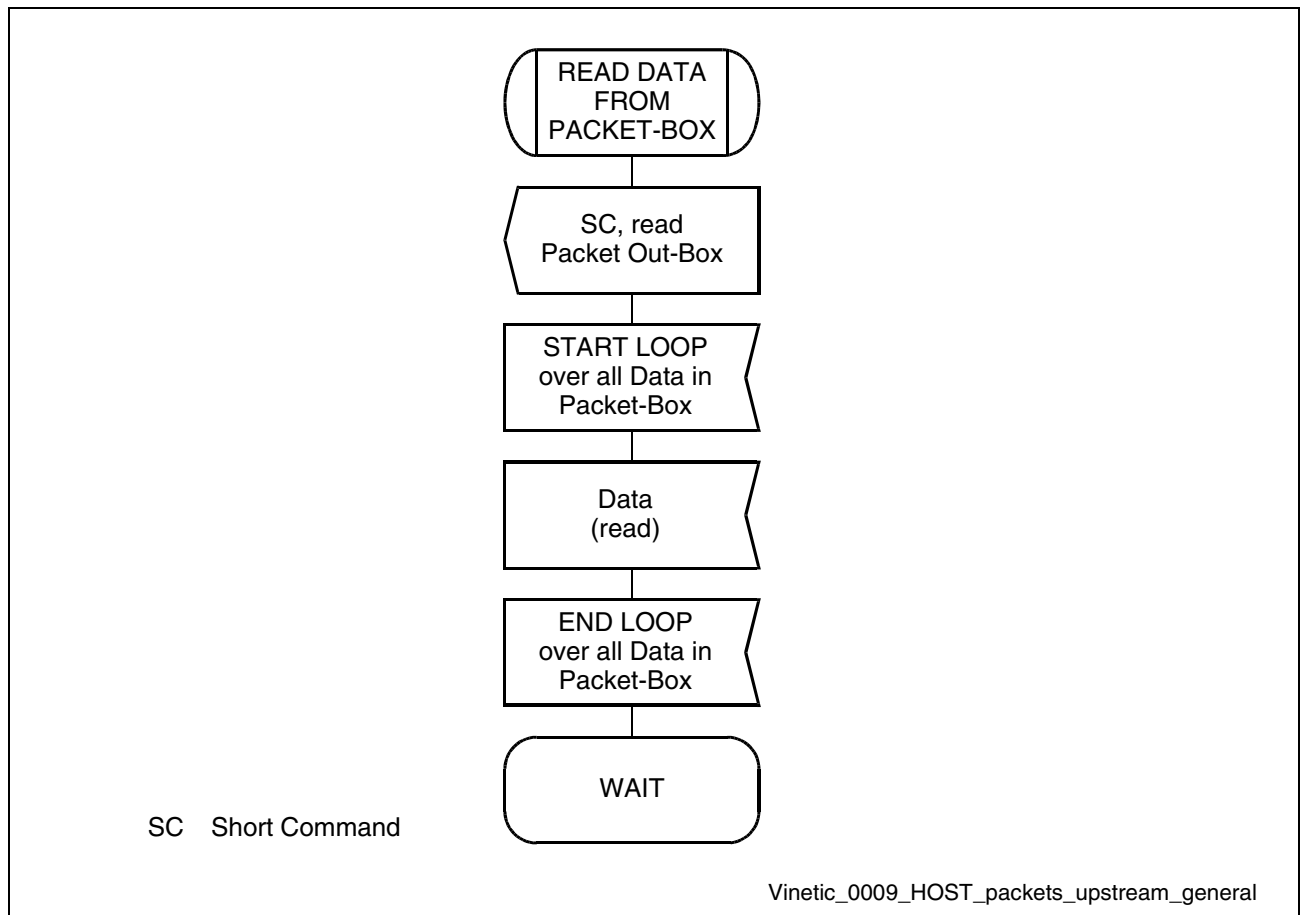 READ DATA
FROM
PACKET-BOX
SC, read
Packet Out-Box
START LOOP
over all Data in
Packet-Box
Data
(read)
END LOOP
over all Data in
Packet-Box
WAIT
SC Short Command
Vinetic_0009_HOST_packets_upstream_general